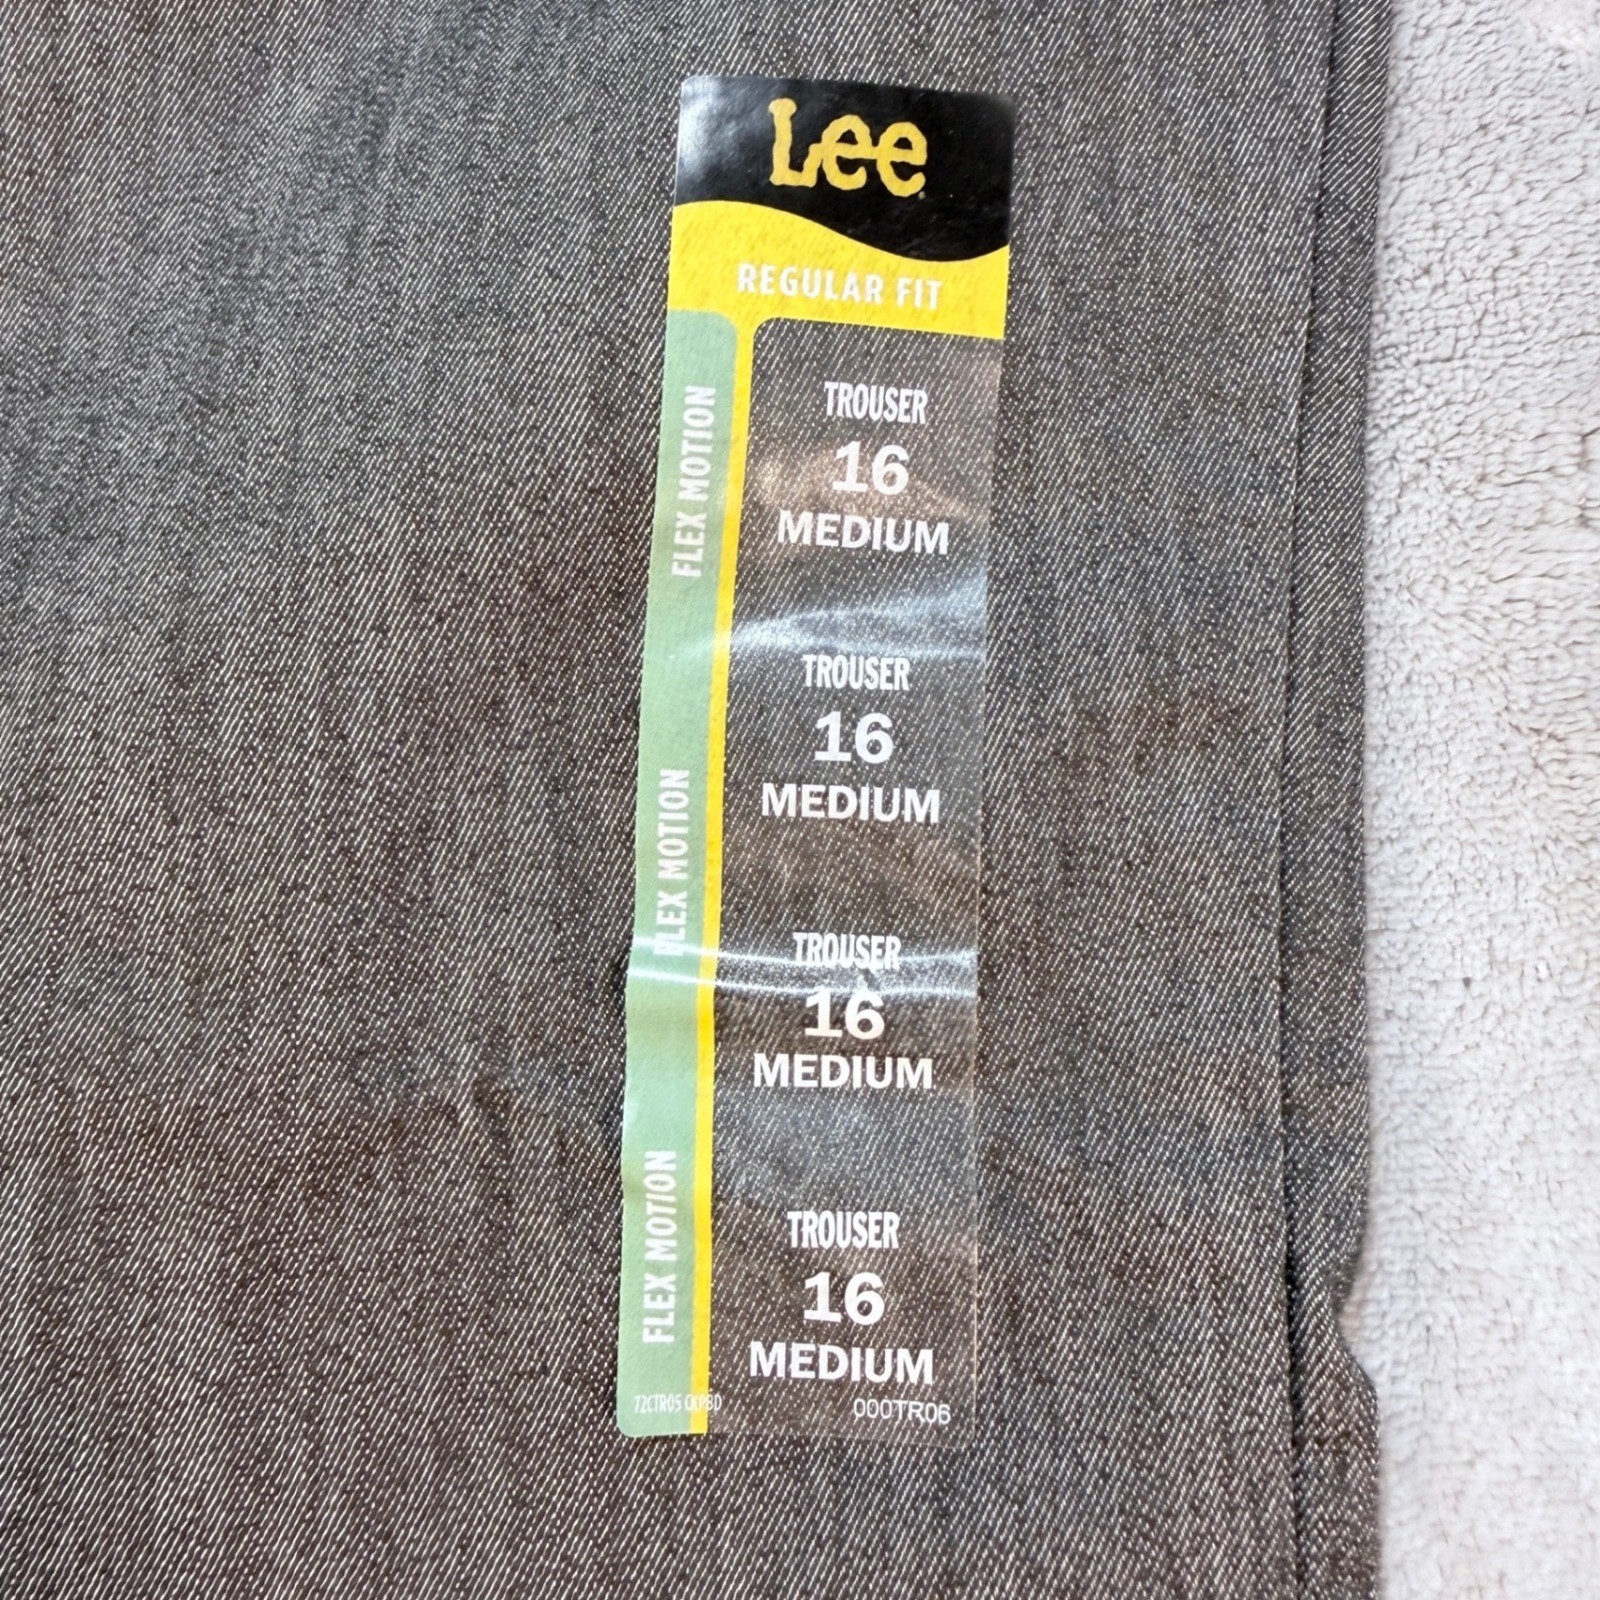 Lee
REGULAR FIT
FLEX MOTION
TROUSER
16
MEDIUM
FLEX MOTION
TROUSER
16
MEDIUM
TROUSER
16
MEDIUM
FLEX MOTION
TROUSER
16
MEDIUM
72CTR05
000TR06